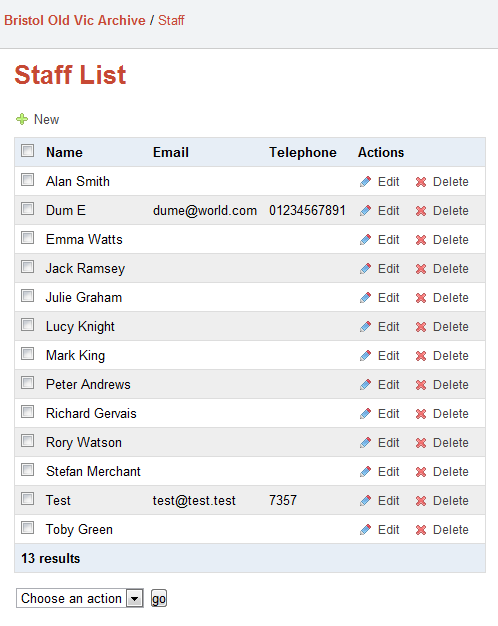 Bristol Old Vic Archive / Staff
Staff List
New
Name Email Telephone Actions
Alan Smith Edit Delete
Dum E dume@world.com 01234567891 Edit Delete
Emma Watts Edit Delete
Jack Ramsey Edit Delete
Julie Graham Edit Delete
Lucy Knight Edit Delete
Mark King Edit Delete
Peter Andrews Edit Delete
Richard Gervais Edit Delete
Rory Watson Edit Delete
Stefan Merchant Edit Delete
Test test@test.test 7357 Edit Delete
Toby Green Edit Delete
13 results
Choose an action go